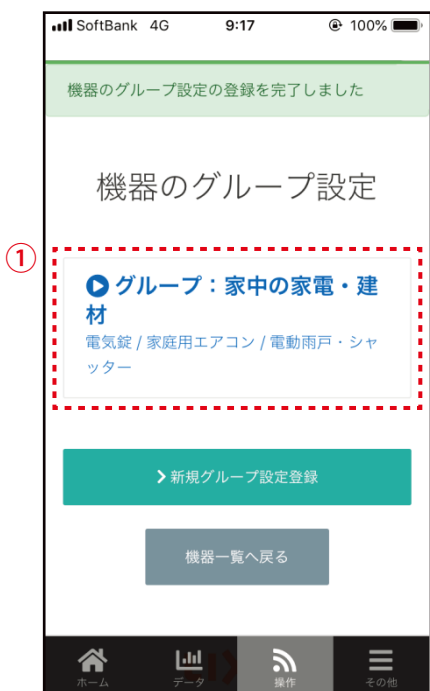 SoftBank 4G 9:17 100%
機器のグループ設定の登録を完了しました
機器のグループ設定
①
グループ：家中の家電・建
材
電気錠 / 家庭用エアコン / 電動雨戸・シャ
ッター
新規グループ設定登録
機器一覧へ戻る
ホーム データ 操作 その他